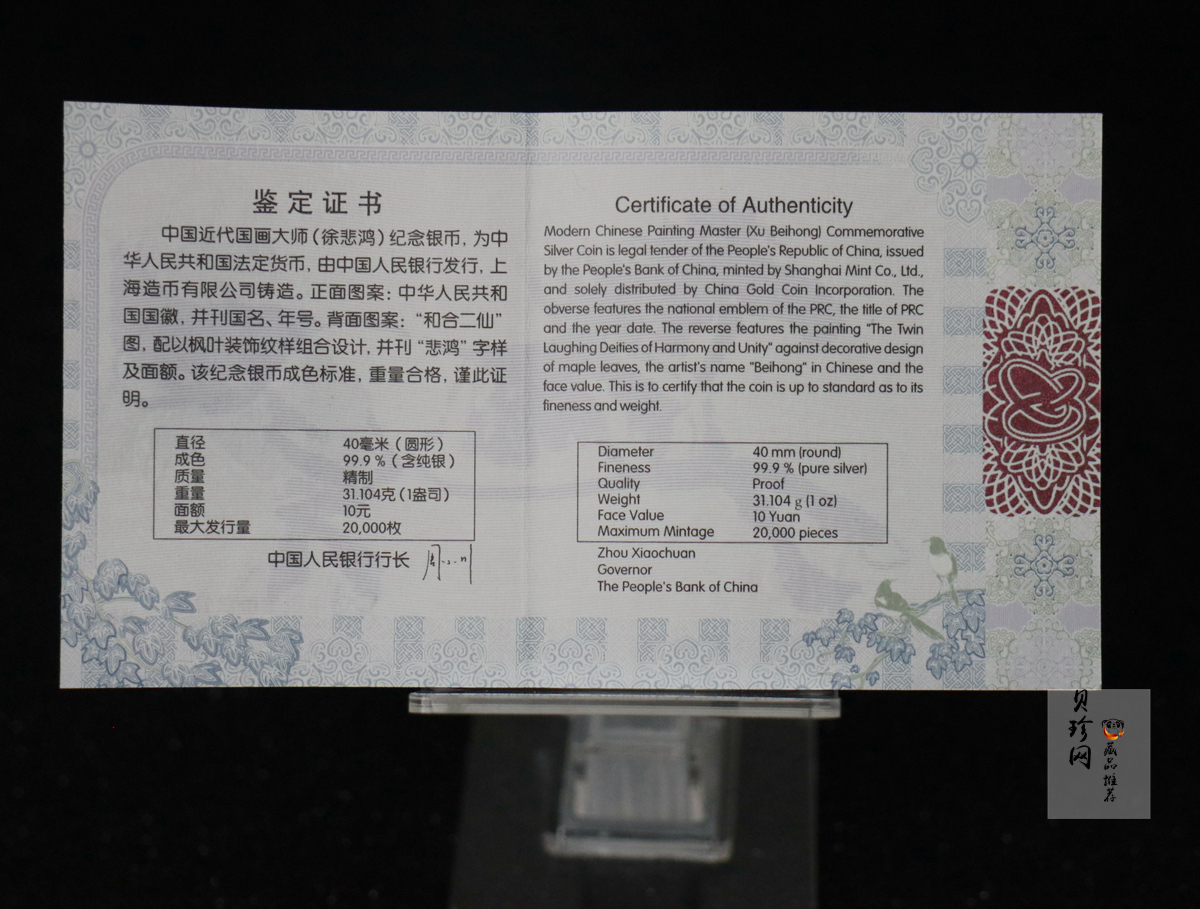 鉴定证书
中国近代国画大师（徐悲鸿）纪念银币，为中
华人民共和国法定货币，由中国人民银行发行，上
海造币有限公司铸造。正面图案：中华人民共和
国国徽，并刊国名、年号。背面图案：“和合二仙”
图，配以枫叶装饰纹样组合设计，并刊“悲鸿”字样
及面额。该纪念银币成色标准，重量合格，谨此证
明。
直径 40毫米（圆形）
成色 99.9%（含纯银）
质量 精制
重量 31.104克（1盎司）
面额 10元
最大发行量 20,000枚
中国人民银行行长
Certificate of Authenticity
Modern Chinese Painting Master (Xu Beihong) Commemorative
Silver Coin is legal tender of the People's Republic of China, issued
by the People's Bank of China, minted by Shanghai Mint Co., Ltd.,
and solely distributed by China Gold Coin Incorporation. The
obverse features the national emblem of the PRC, the title of PRC
and the year date. The reverse features the painting "The Twin
Laughing Deities of Harmony and Unity" against decorative design
of maple leaves, the artist's name "Beihong" in Chinese and the
face value. This is to certify that the coin is up to standard as to its
fineness and weight.
Diameter 40 mm (round)
Fineness 99.9 % (pure silver)
Quality Proof
Weight 31.104 g (1 oz)
Face Value 10 Yuan
Maximum Mintage 20,000 pieces
Zhou Xiaochuan
Governor
The People's Bank of China
贝珍网
藏品推荐